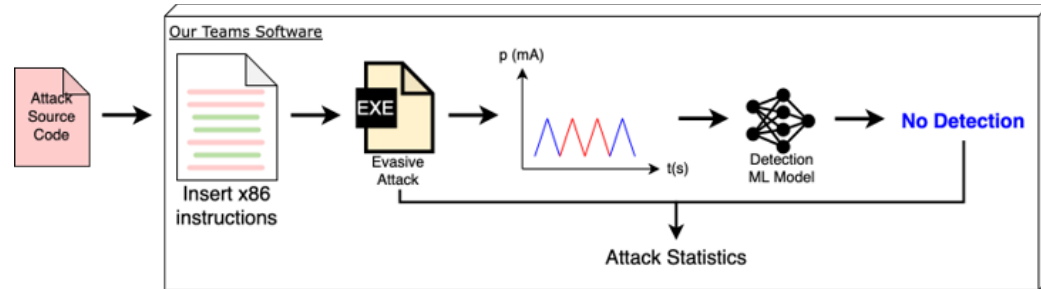 Our Teams Software
Attack
Source
Code
Insert x86
instructions
EXE
Evasive
Attack
p (mA)
t(s)
Detection
ML Model
No Detection
Attack Statistics